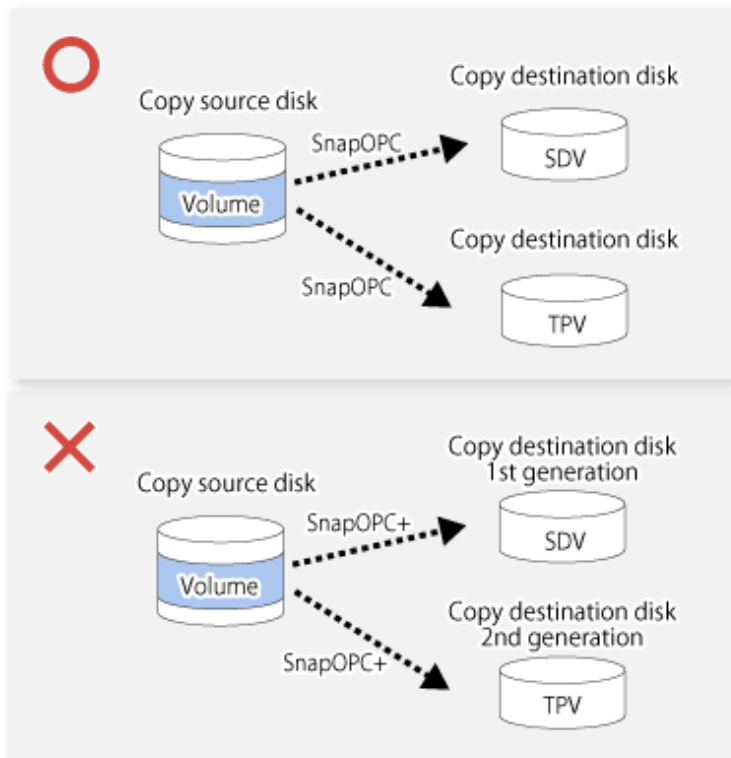 Copy destination disk
Copy source disk
SnapOPC
SDV
Volume
Copy destination disk
SnapOPC
TPV
Copy destination disk
1st generation
Copy source disk
SnapOPC+
SDV
Volume
Copy destination disk
2nd generation
SnapOPC+
TPV